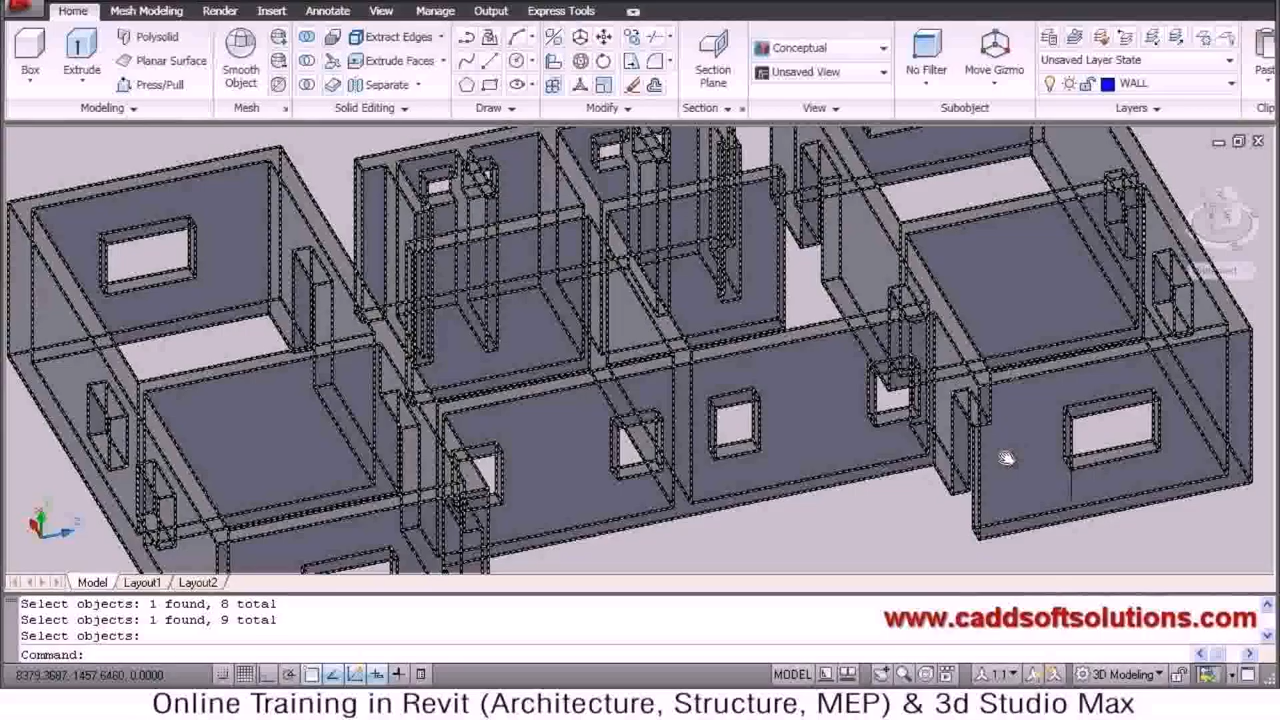 Home Mesh Modeling Render Insert Annotate View Manage Output Express Tools
Box
Extrude
Polysolid
Planar Surface
Press/Pull
Smooth
Object
Extract Edges
Extrude Faces
Separate
Section
Plane
Conceptual
Unsaved View
No Filter
Move Gizmo
Unsaved Layer State
WALL
Modeling
Mesh
Solid Editing
Draw
Modify
Section
View
Subobject
Layers
Model Layout1 Layout2
Select objects: 1 found, 8 total
Select objects: 1 found, 9 total
Select objects:
Command:
www.caddsoftsolutions.com
8379.3687, 1457.6460, 0.0000
MODEL
1:1
3D Modeling
Online Training in Revit (Architecture, Structure, MEP) & 3d Studio Max